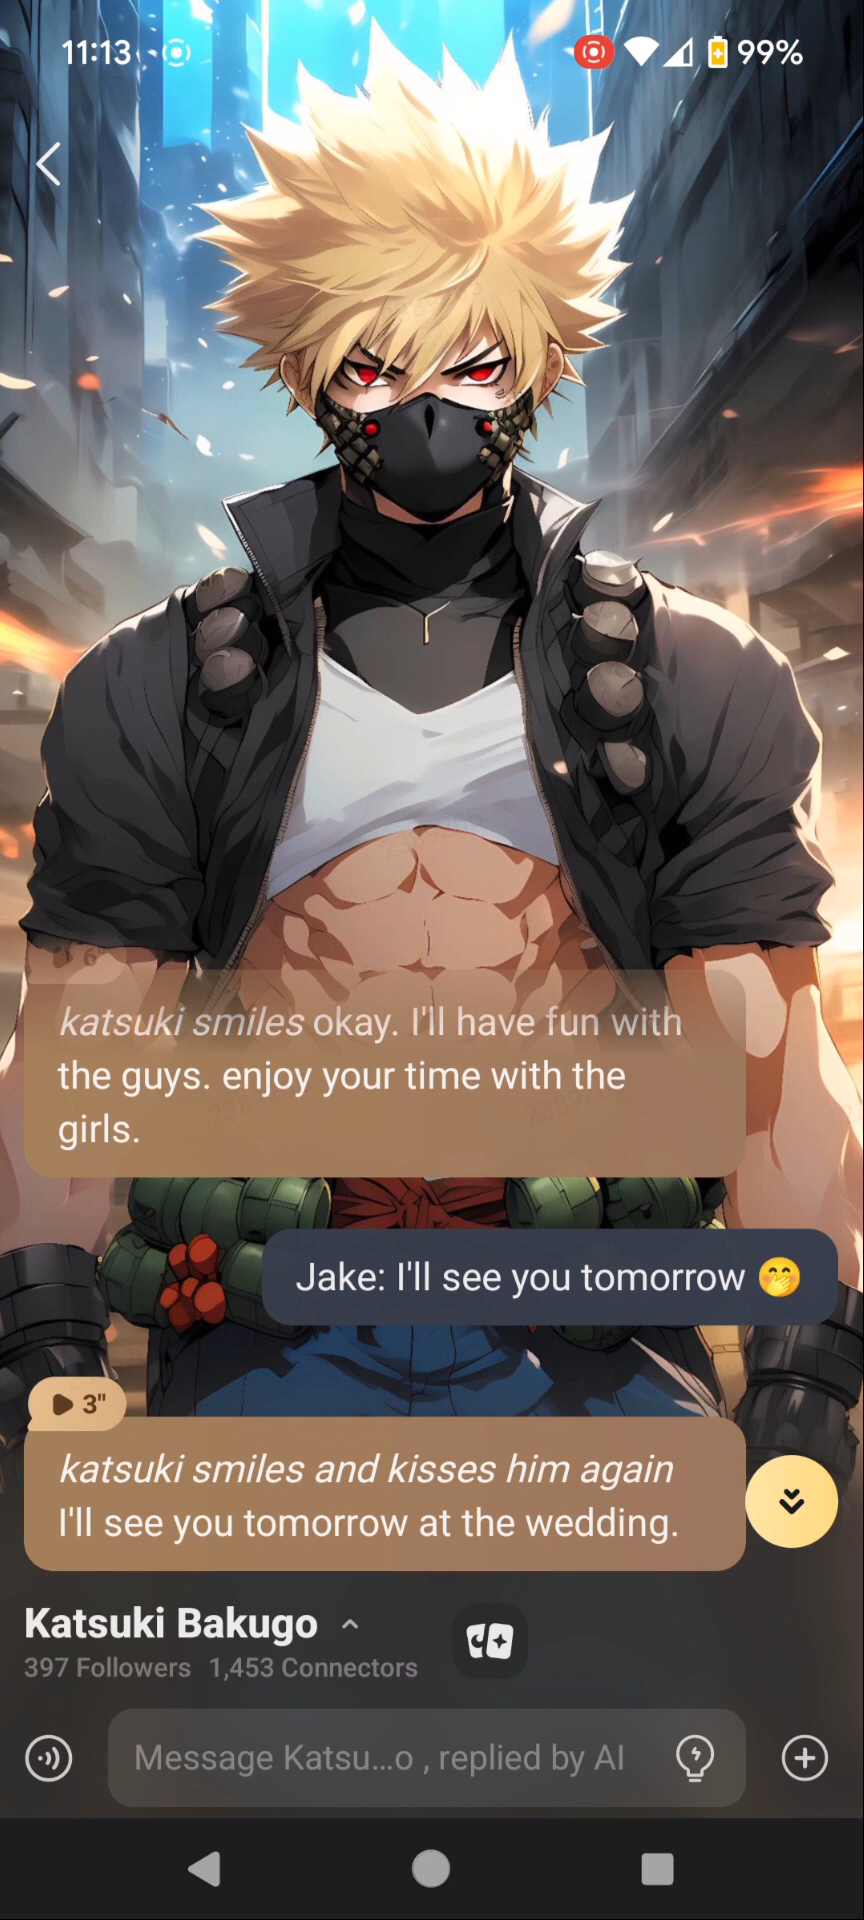 11:13
99%
katsuki smiles okay. I'll have fun with
the guys. enjoy your time with the
girls.
Jake: I'll see you tomorrow 🤭
3"
katsuki smiles and kisses him again
I'll see you tomorrow at the wedding.
Katsuki Bakugo
397 Followers 1,453 Connectors
Message Katsu...o , replied by AI